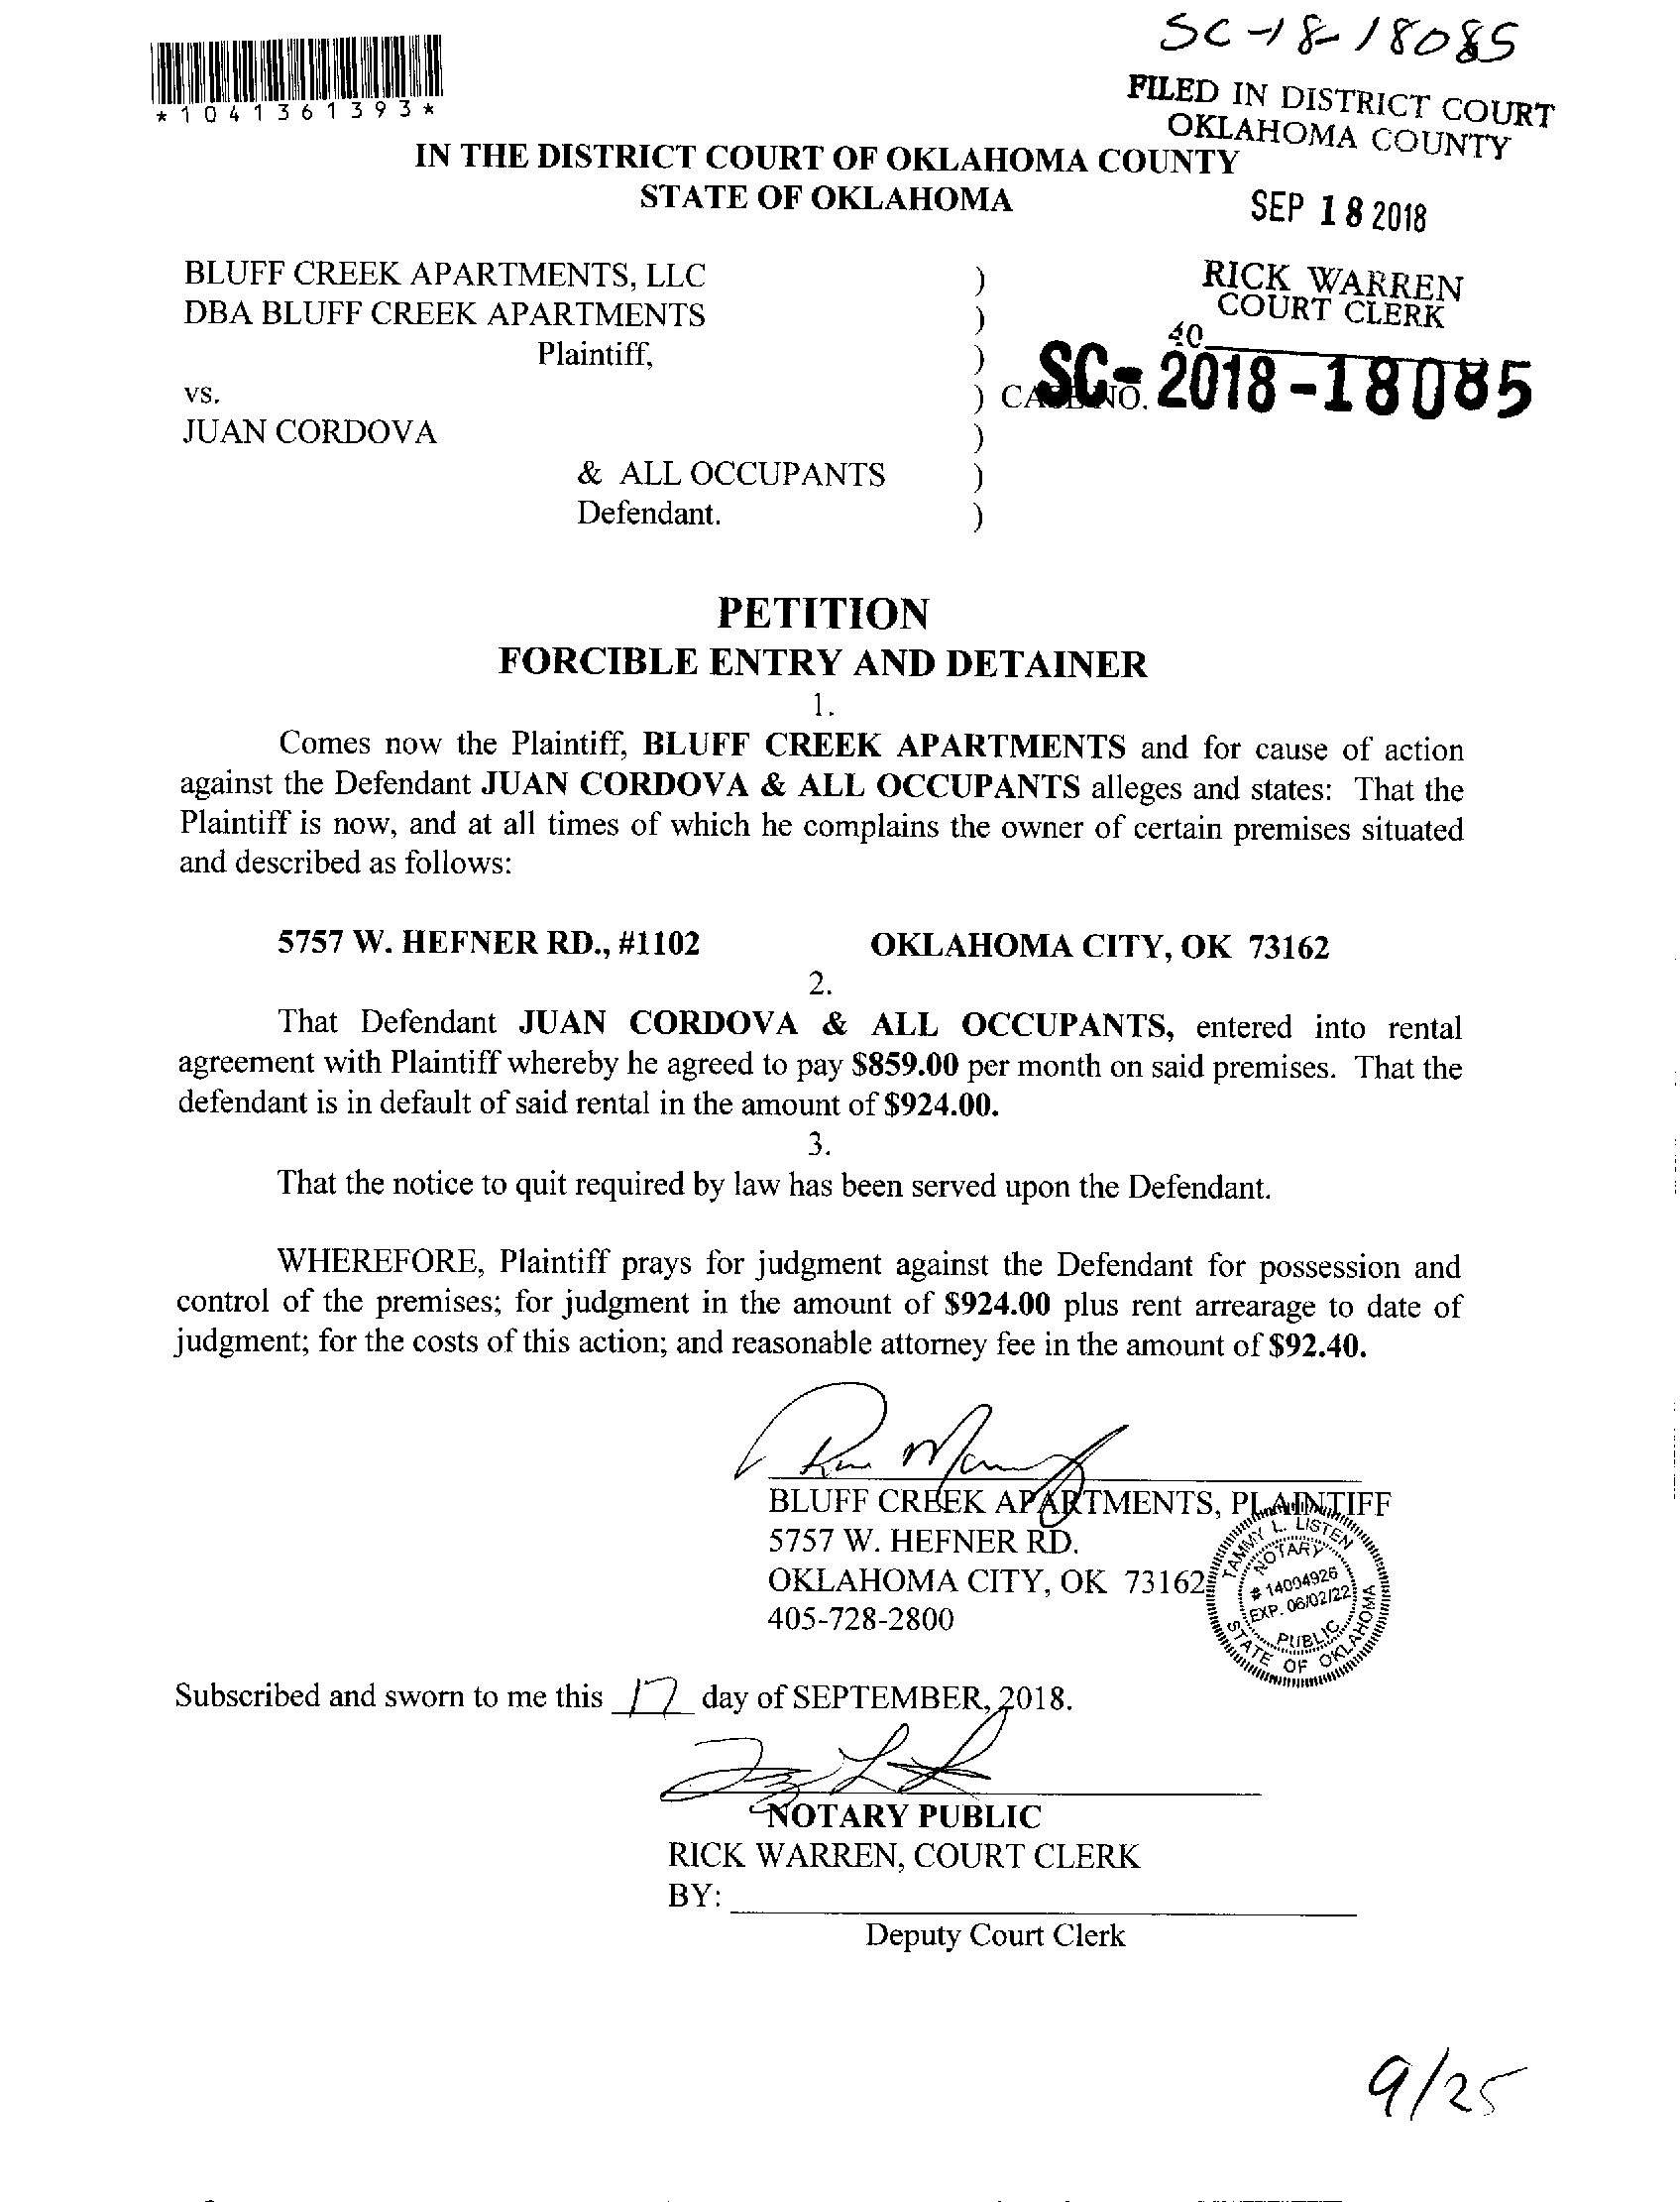 SC-18-18085
*1041361393*
FILED IN DISTRICT COURT
OKLAHOMA COUNTY
IN THE DISTRICT COURT OF OKLAHOMA COUNTY
STATE OF OKLAHOMA
SEP 18 2018
BLUFF CREEK APARTMENTS, LLC
DBA BLUFF CREEK APARTMENTS
Plaintiff,
vs.
JUAN CORDOVA
& ALL OCCUPANTS
Defendant.
)
)
)
)
)
)
)
RICK WARREN
COURT CLERK
40
CASE NO. SC-2018-18085
PETITION
FORCIBLE ENTRY AND DETAINER
1.
Comes now the Plaintiff, BLUFF CREEK APARTMENTS and for cause of action
against the Defendant JUAN CORDOVA & ALL OCCUPANTS alleges and states: That the
Plaintiff is now, and at all times of which he complains the owner of certain premises situated
and described as follows:
5757 W. HEFNER RD., #1102 OKLAHOMA CITY, OK 73162
2.
That Defendant JUAN CORDOVA & ALL OCCUPANTS, entered into rental
agreement with Plaintiff whereby he agreed to pay $859.00 per month on said premises. That the
defendant is in default of said rental in the amount of $924.00.
3.
That the notice to quit required by law has been served upon the Defendant.
WHEREFORE, Plaintiff prays for judgment against the Defendant for possession and
control of the premises; for judgment in the amount of $924.00 plus rent arrearage to date of
judgment; for the costs of this action; and reasonable attorney fee in the amount of $92.40.
BLUFF CREEK APARTMENTS, PLAINTIFF
5757 W. HEFNER RD.
OKLAHOMA CITY, OK 73162
405-728-2800
TAMMY L. LISTEN
NOTARY
# 14004926
EXP. 06/02/22
PUBLIC
STATE OF OKLAHOMA
Subscribed and sworn to me this 17 day of SEPTEMBER, 2018.
NOTARY PUBLIC
RICK WARREN, COURT CLERK
BY:
Deputy Court Clerk
9/25